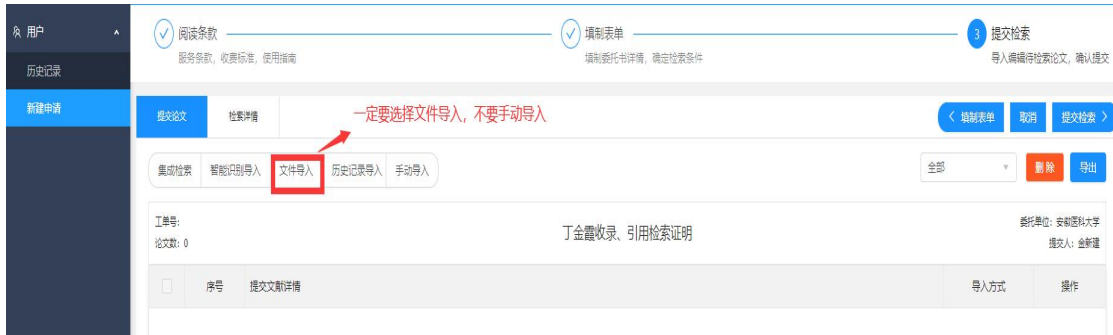 用户
历史记录
新建申请
阅读条款
服务条款，收费标准，使用指南
填制表单
填制委托书详情，确定检索条件
3 提交检索
导入编辑待检索论文，确认提交
提交论文 检索详情
一定要选择文件导入，不要手动导入
填制表单 取消 提交检索
集成检索 智能识别导入 文件导入 历史记录导入 手动导入
全部 删除 导出
工单号:
论文数: 0
丁金霞收录、引用检索证明
委托单位: 安徽医科大学
提交人: 金新建
序号 提交文献详情 导入方式 操作